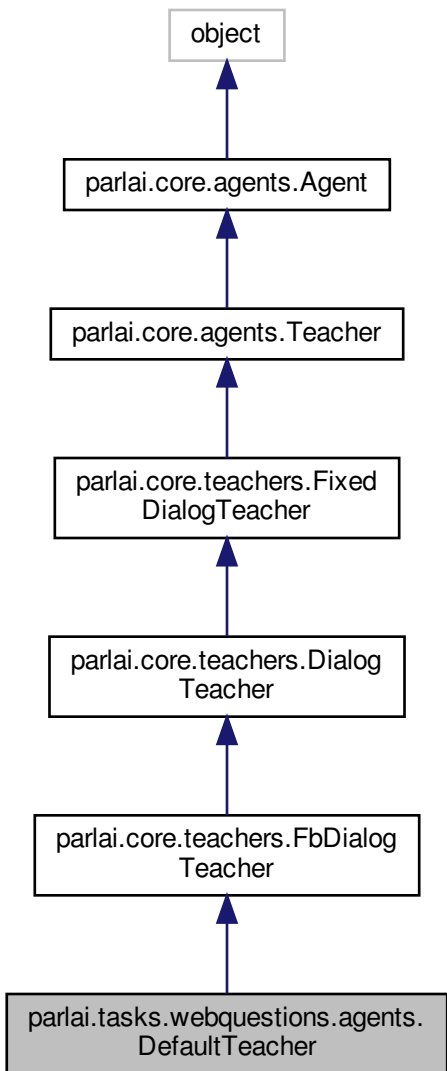 object
parlai.core.agents.Agent
parlai.core.agents.Teacher
parlai.core.teachers.Fixed
DialogTeacher
parlai.core.teachers.Dialog
Teacher
parlai.core.teachers.FbDialog
Teacher
parlai.tasks.webquestions.agents.
DefaultTeacher